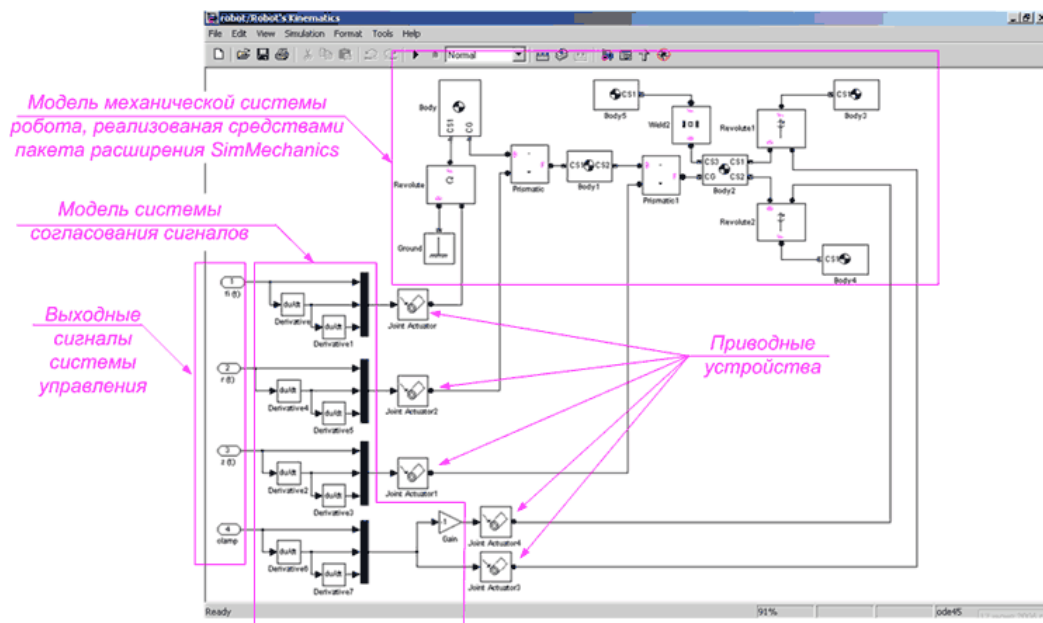 robot/Robot's Kinematics
File Edit View Simulation Format Tools Help
Normal
Модель механической системы
робота, реализованая средствами
пакета расширения SimMechanics
Body
CS1
CG
Revolute
Ground
Prismatic
CS1 CS2
Body1
Prismatic1
CS1
Body5
Weld2
CS3 CS1
CG CS2
Body2
Revolute1
CS1
Body3
Revolute2
CS1
Body4
Модель системы
согласования сигналов
Выходные
сигналы
системы
управления
Приводные
устройства
1
fi (t)
du/dt
Derivative
du/dt
Derivative1
Joint Actuator
2
r (t)
du/dt
Derivative4
du/dt
Derivative5
Joint Actuator2
3
z (t)
du/dt
Derivative2
du/dt
Derivative3
Joint Actuator1
4
clamp
du/dt
Derivative6
du/dt
Derivative7
-1
Gain
Joint Actuator4
Joint Actuator3
Ready
91%
ode45